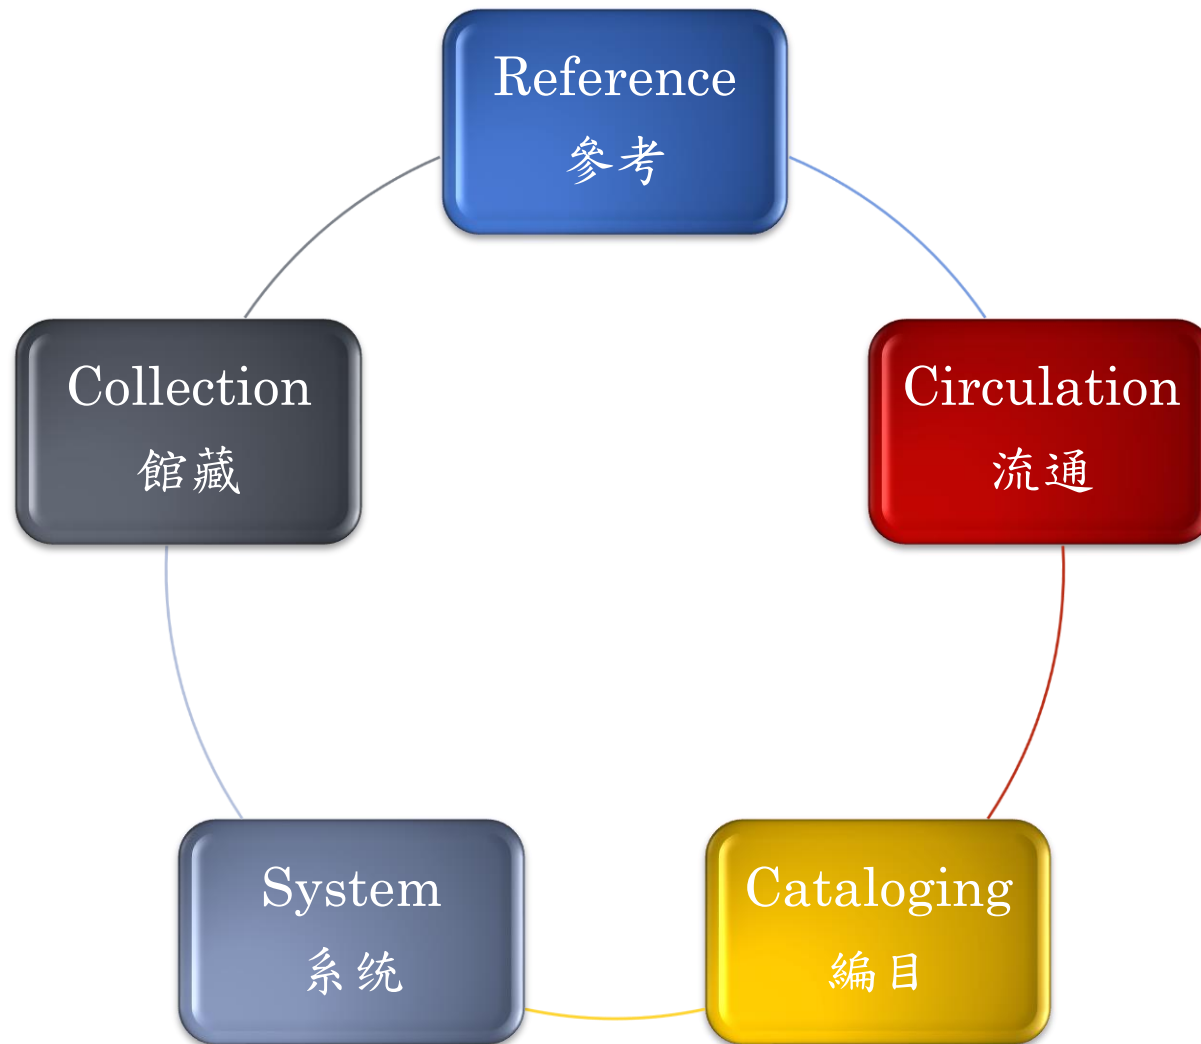 Reference
參考
Collection
館藏
Circulation
流通
System
系统
Cataloging
編目